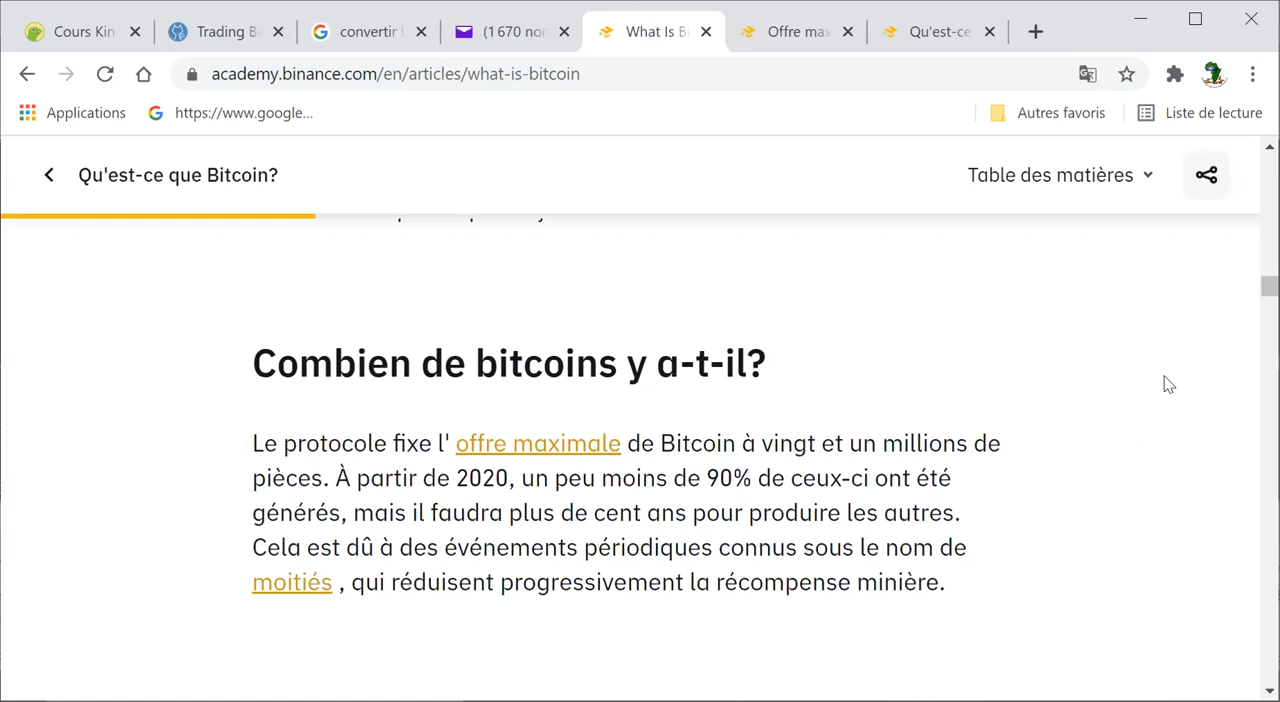 Cours Kin
Trading Ba
convertir
(1 670 nor
What Is Bi
Offre max
Qu'est-ce
academy.binance.com/en/articles/what-is-bitcoin
Applications
https://www.google...
Autres favoris
Liste de lecture
Qu'est-ce que Bitcoin?
Table des matières
Combien de bitcoins y a-t-il?
Le protocole fixe l' offre maximale de Bitcoin à vingt et un millions de
pièces. À partir de 2020, un peu moins de 90% de ceux-ci ont été
générés, mais il faudra plus de cent ans pour produire les autres.
Cela est dû à des événements périodiques connus sous le nom de
moitiés , qui réduisent progressivement la récompense minière.